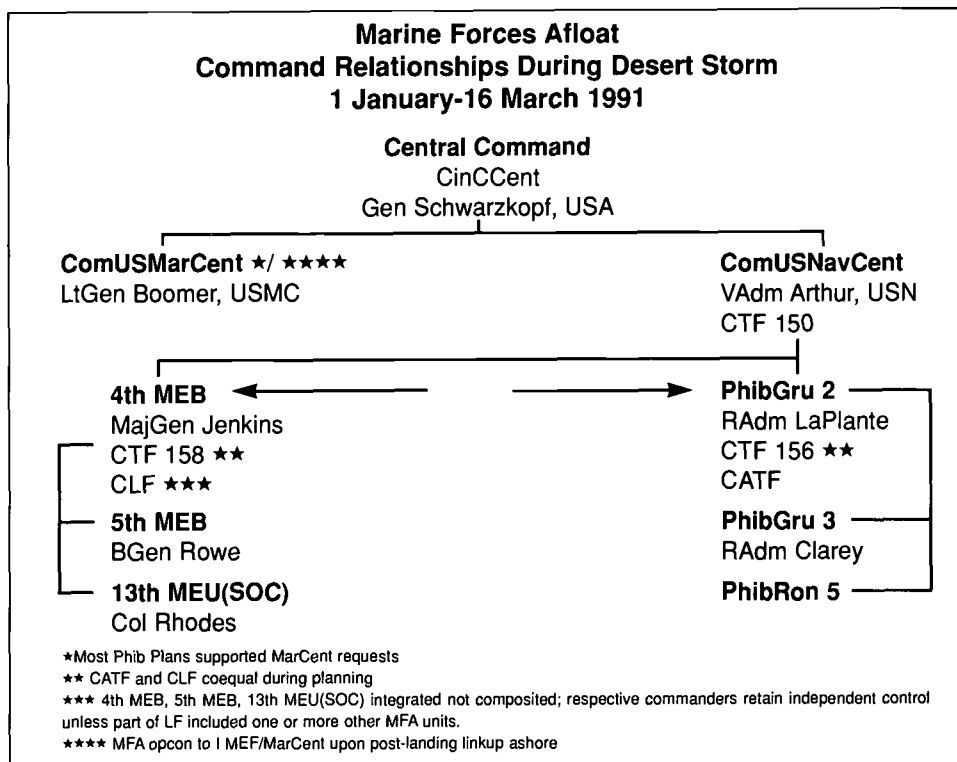 Marine Forces Afloat
Command Relationships During Desert Storm
1 January-16 March 1991
Central Command
CinCCent
Gen Schwarzkopf, USA
ComUSMarCent ★/ ★★★★
LtGen Boomer, USMC
ComUSNavCent
VAdm Arthur, USN
CTF 150
4th MEB
MajGen Jenkins
CTF 158 ★★
CLF ★★★
PhibGru 2
RAdm LaPlante
CTF 156 ★★
CATF
5th MEB
BGen Rowe
PhibGru 3
RAdm Clarey
13th MEU(SOC)
Col Rhodes
PhibRon 5
★Most Phib Plans supported MarCent requests
★★ CATF and CLF coequal during planning
★★★ 4th MEB, 5th MEB, 13th MEU(SOC) integrated not composited; respective commanders retain independent control
unless part of LF included one or more other MFA units.
★★★★ MFA opcon to I MEF/MarCent upon post-landing linkup ashore